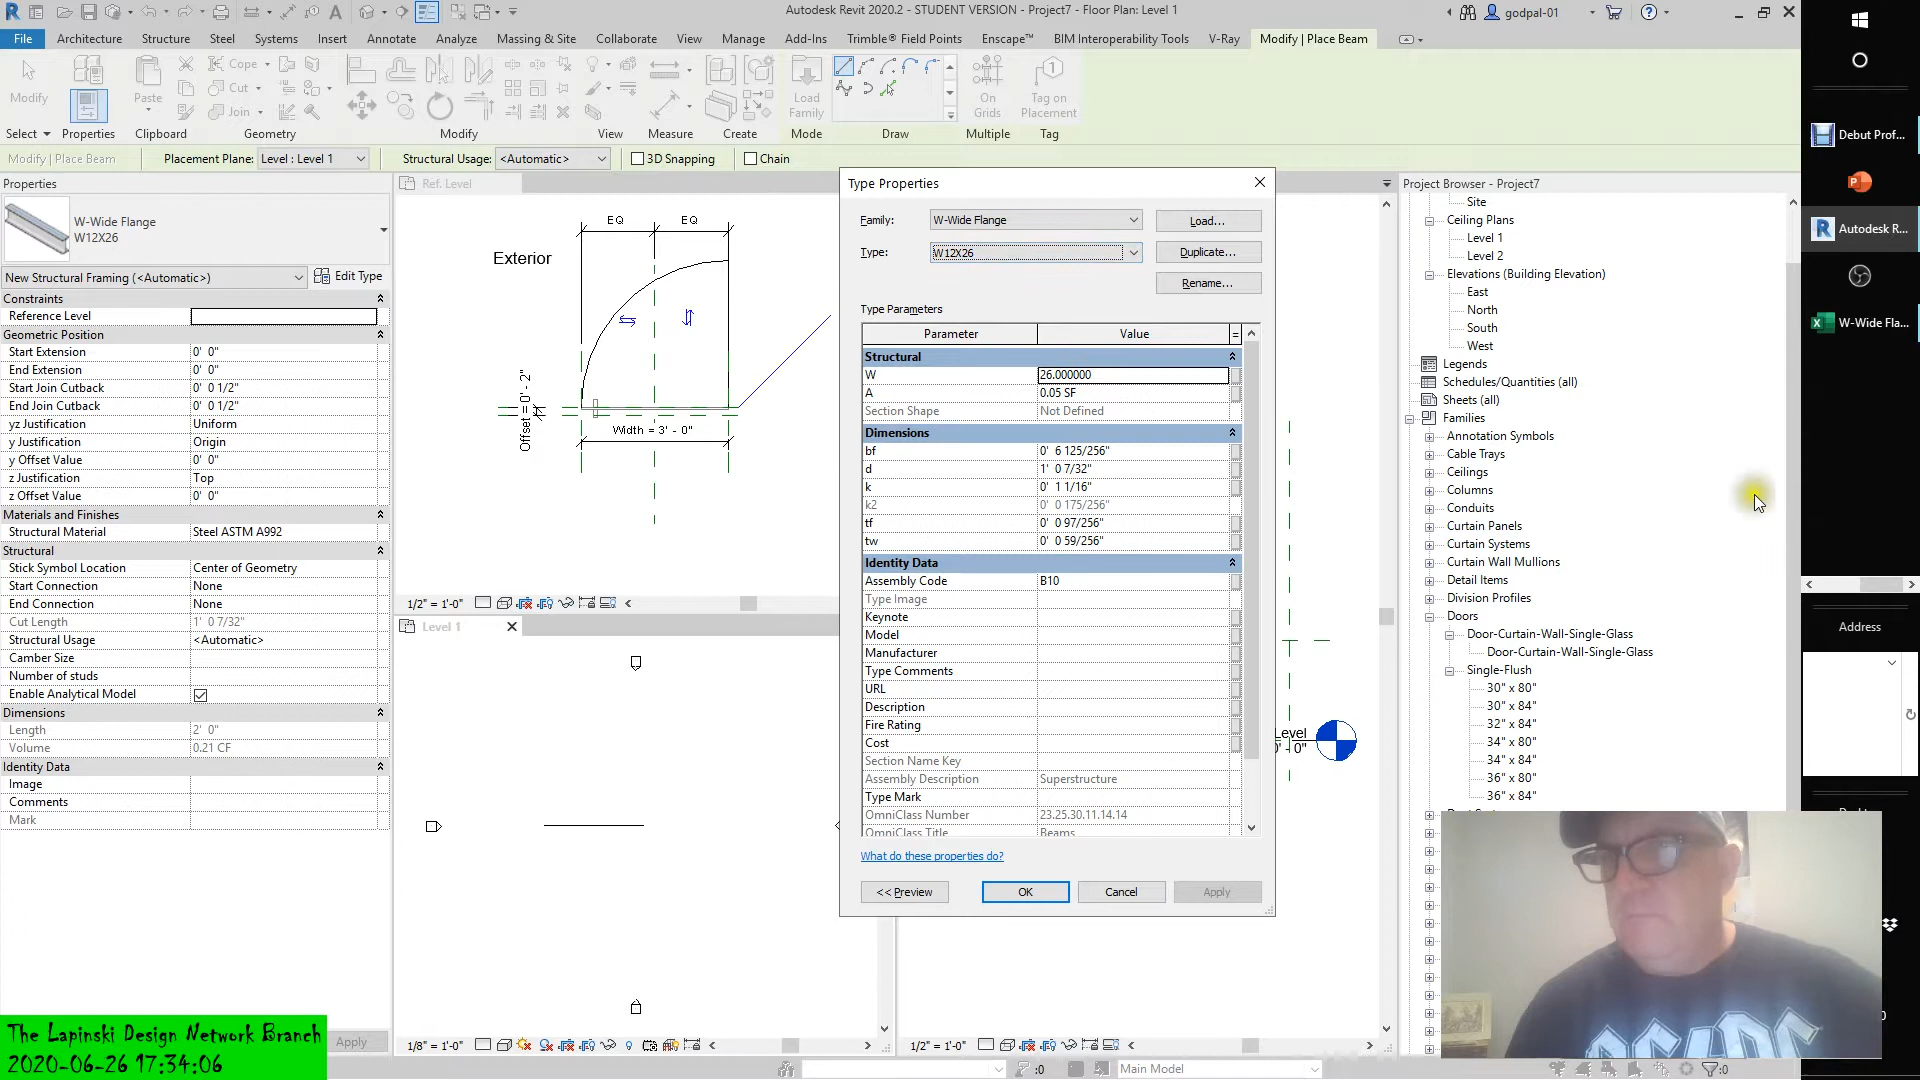 Autodesk Revit 2020.2 - STUDENT VERSION - Project7 - Floor Plan: Level 1
godpal-01
File Architecture Structure Steel Systems Insert Annotate Analyze Massing & Site Collaborate View Manage Add-Ins Trimble® Field Points Enscape™ BIM Interoperability Tools V-Ray Modify | Place Beam
Modify
Paste
Cope
Cut
Join
Load Family
On Grids
Tag on Placement
Select Properties Clipboard Geometry Modify View Measure Create Mode Draw Multiple Tag
Modify | Place Beam Placement Plane: Level : Level 1 Structural Usage: <Automatic> 3D Snapping Chain
Properties
W-Wide Flange
W12X26
New Structural Framing (<Automatic>) Edit Type
Constraints
Reference Level
Geometric Position
Start Extension 0' 0"
End Extension 0' 0"
Start Join Cutback 0' 0 1/2"
End Join Cutback 0' 0 1/2"
yz Justification Uniform
y Justification Origin
y Offset Value 0' 0"
z Justification Top
z Offset Value 0' 0"
Materials and Finishes
Structural Material Steel ASTM A992
Structural
Stick Symbol Location Center of Geometry
Start Connection None
End Connection None
Cut Length 1' 0 7/32"
Structural Usage <Automatic>
Camber Size
Number of studs
Enable Analytical Model
Dimensions
Length 2' 0"
Volume 0.21 CF
Identity Data
Image
Comments
Mark
Apply
Ref. Level
EQ EQ
Exterior
Offset = 0' - 2"
Width = 3' - 0"
1/2" = 1'-0"
Level 1
1/8" = 1'-0"
Type Properties
Family: W-Wide Flange Load...
Type: W12X26 Duplicate...
Rename...
Type Parameters
Parameter Value =
Structural
W 26.000000
A 0.05 SF
Section Shape Not Defined
Dimensions
bf 0' 6 125/256"
d 1' 0 7/32"
k 0' 1 1/16"
k2 0' 0 175/256"
tf 0' 0 97/256"
tw 0' 0 59/256"
Identity Data
Assembly Code B10
Type Image
Keynote
Model
Manufacturer
Type Comments
URL
Description
Fire Rating
Cost
Section Name Key
Assembly Description Superstructure
Type Mark
OmniClass Number 23.25.30.11.14.14
OmniClass Title Beams
What do these properties do?
<< Preview OK Cancel Apply
Level
0' - 0"
1/2" = 1'-0"
Project Browser - Project7
Site
Ceiling Plans
Level 1
Level 2
Elevations (Building Elevation)
East
North
South
West
Legends
Schedules/Quantities (all)
Sheets (all)
Families
Annotation Symbols
Cable Trays
Ceilings
Columns
Conduits
Curtain Panels
Curtain Systems
Curtain Wall Mullions
Detail Items
Division Profiles
Doors
Door-Curtain-Wall-Single-Glass
Door-Curtain-Wall-Single-Glass
Single-Flush
30" x 80"
30" x 84"
32" x 84"
34" x 80"
34" x 84"
36" x 80"
36" x 84"
Debut Prof...
Autodesk R...
W-Wide Fla...
Address
:0 Main Model :0
The Lapinski Design Network Branch
2020-06-26 17:34:06